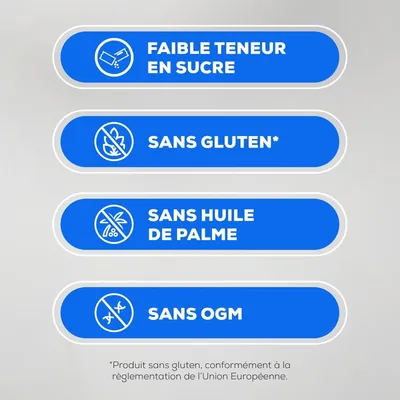 FAIBLE TENEUR
EN SUCRE
SANS GLUTEN*
SANS HUILE
DE PALME
SANS OGM
*Produit sans gluten, conformément à la
règlementation de l'Union Européenne.